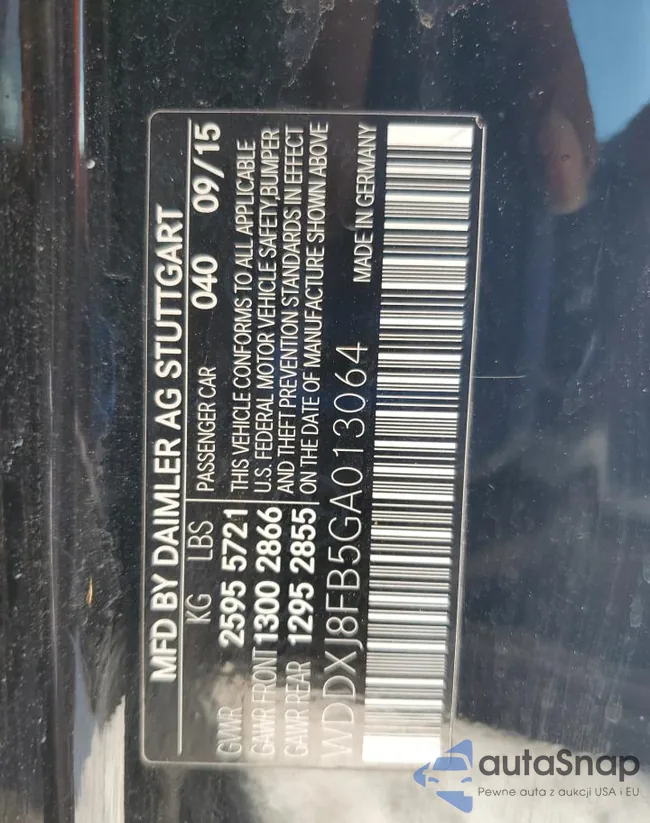 MFD BY DAIMLER AG STUTTGART
KG LBS PASSENGER CAR 040 09/15
GVWR 2595 5721 THIS VEHICLE CONFORMS TO ALL APPLICABLE
GAWR FRONT 1300 2866 U.S. FEDERAL MOTOR VEHICLE SAFETY,BUMPER
GAWR REAR 1295 2855 AND THEFT PREVENTION STANDARDS IN EFFECT
ON THE DATE OF MANUFACTURE SHOWN ABOVE
WDDXJ8FB5GA013064 MADE IN GERMANY
autaSnap
Pewne auta z aukcji USA i EU